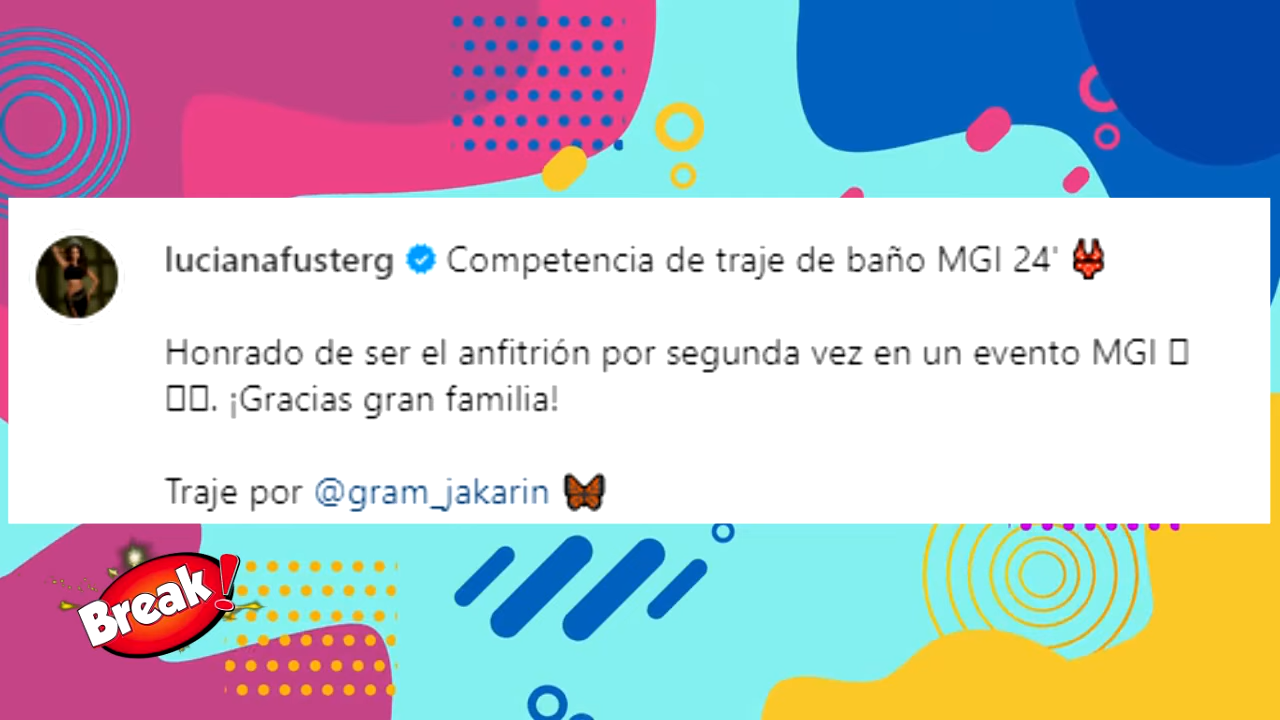 lucianafusterg Competencia de traje de baño MGI 24' 👙
Honrado de ser el anfitrión por segunda vez en un evento MGI □
□□. ¡Gracias gran familia!
Traje por @gram_jakarin 🦋
Break!